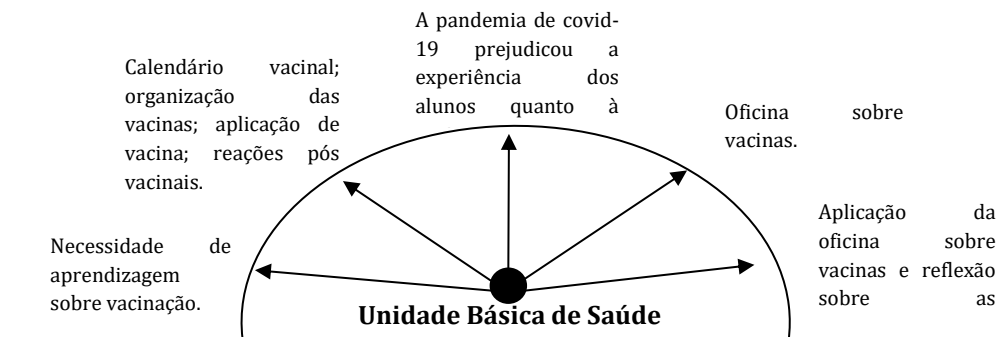 A pandemia de covid-
19 prejudicou a
experiência dos
alunos quanto à
Calendário vacinal;
organização das
vacinas; aplicação de
vacina; reações pós
vacinais.
Oficina sobre
vacinas.
Necessidade de
aprendizagem
sobre vacinação.
Aplicação da
oficina sobre
vacinas e reflexão
sobre as
Unidade Básica de Saúde